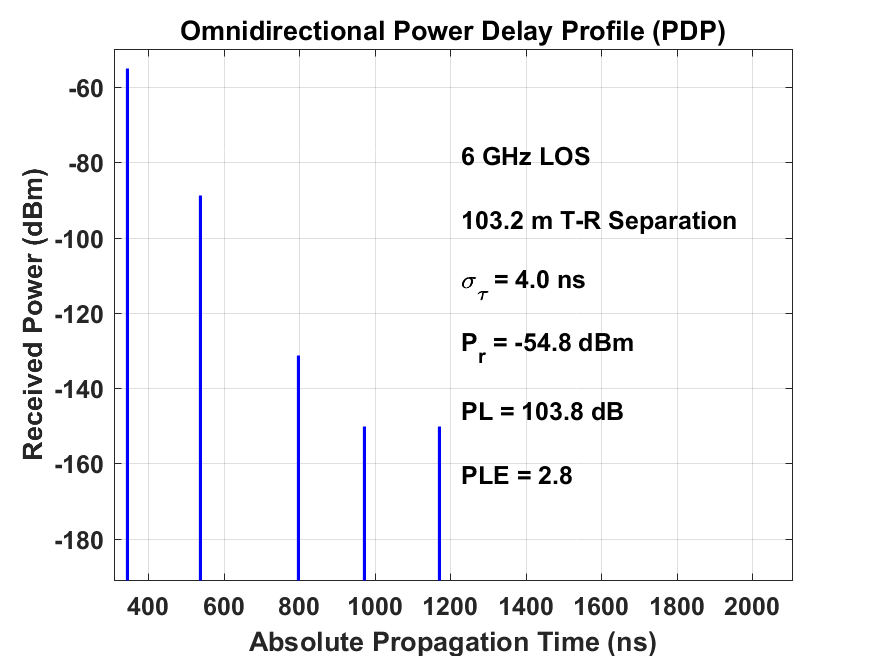 Omnidirectional Power Delay Profile (PDP)
Received Power (dBm)
-60
-80
-100
-120
-140
-160
-180
6 GHz LOS
103.2 m T-R Separation
στ = 4.0 ns
Pr = -54.8 dBm
PL = 103.8 dB
PLE = 2.8
400 600 800 1000 1200 1400 1600 1800 2000
Absolute Propagation Time (ns)